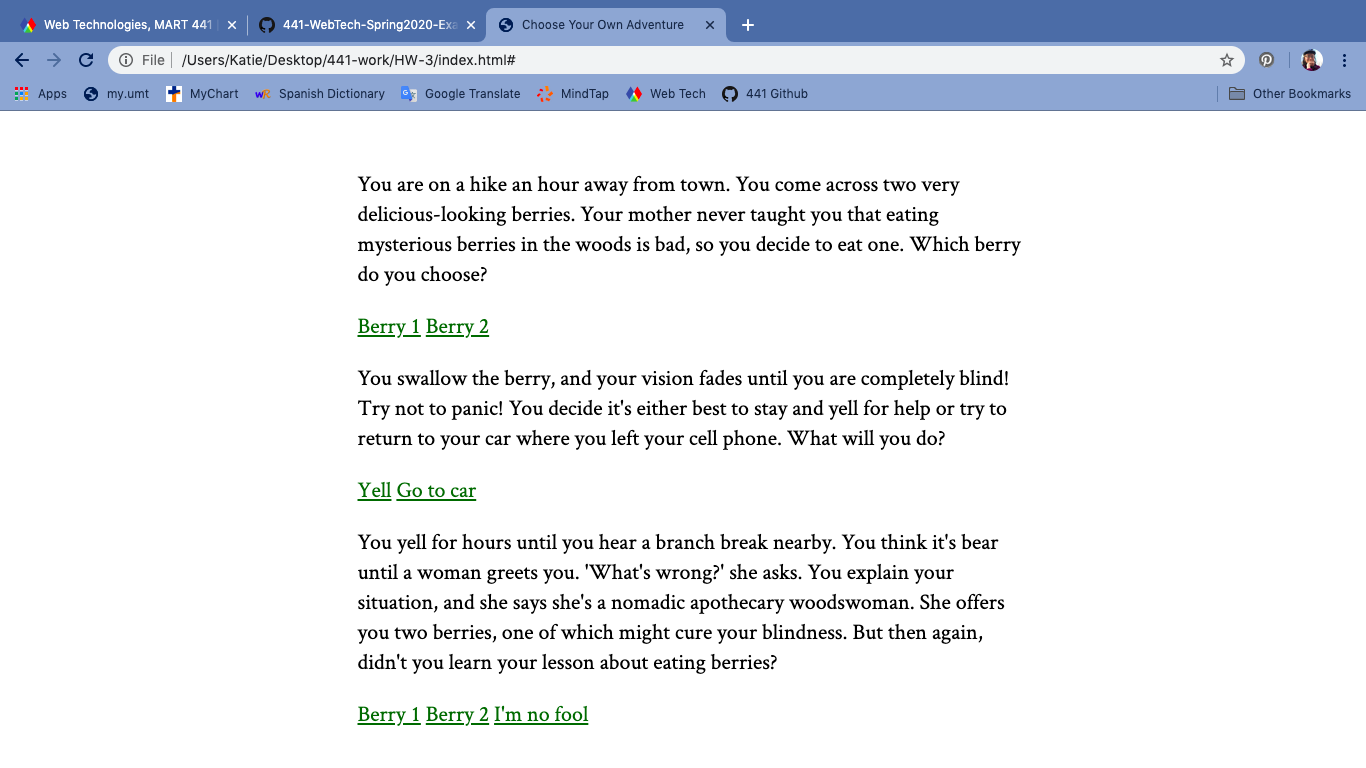 Web Technologies, MART 441
441-WebTech-Spring2020-Exa
Choose Your Own Adventure
File /Users/Katie/Desktop/441-work/HW-3/index.html#
Apps my.umt MyChart Spanish Dictionary Google Translate MindTap Web Tech 441 Github Other Bookmarks
You are on a hike an hour away from town. You come across two very
delicious-looking berries. Your mother never taught you that eating
mysterious berries in the woods is bad, so you decide to eat one. Which berry
do you choose?
Berry 1 Berry 2
You swallow the berry, and your vision fades until you are completely blind!
Try not to panic! You decide it's either best to stay and yell for help or try to
return to your car where you left your cell phone. What will you do?
Yell Go to car
You yell for hours until you hear a branch break nearby. You think it's bear
until a woman greets you. 'What's wrong?' she asks. You explain your
situation, and she says she's a nomadic apothecary woodswoman. She offers
you two berries, one of which might cure your blindness. But then again,
didn't you learn your lesson about eating berries?
Berry 1 Berry 2 I'm no fool